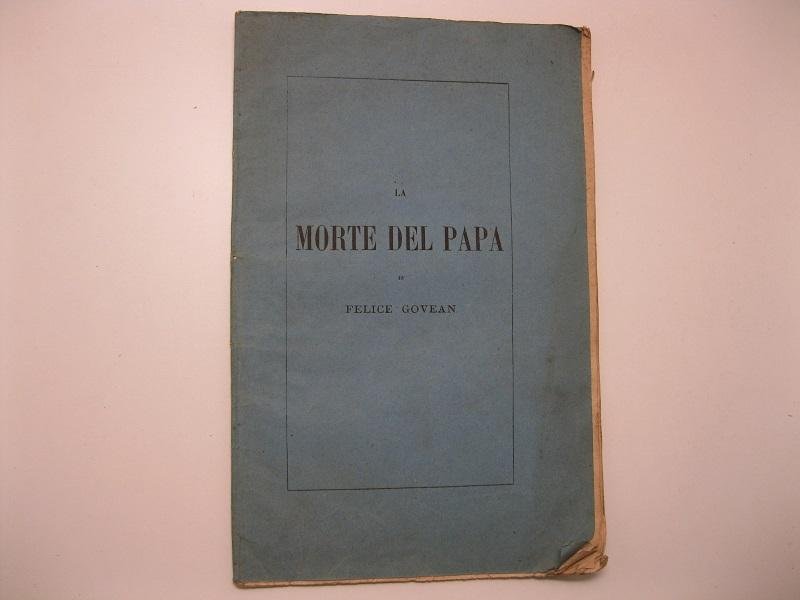 LA
MORTE DEL PAPA
DI
FELICE GOVEAN